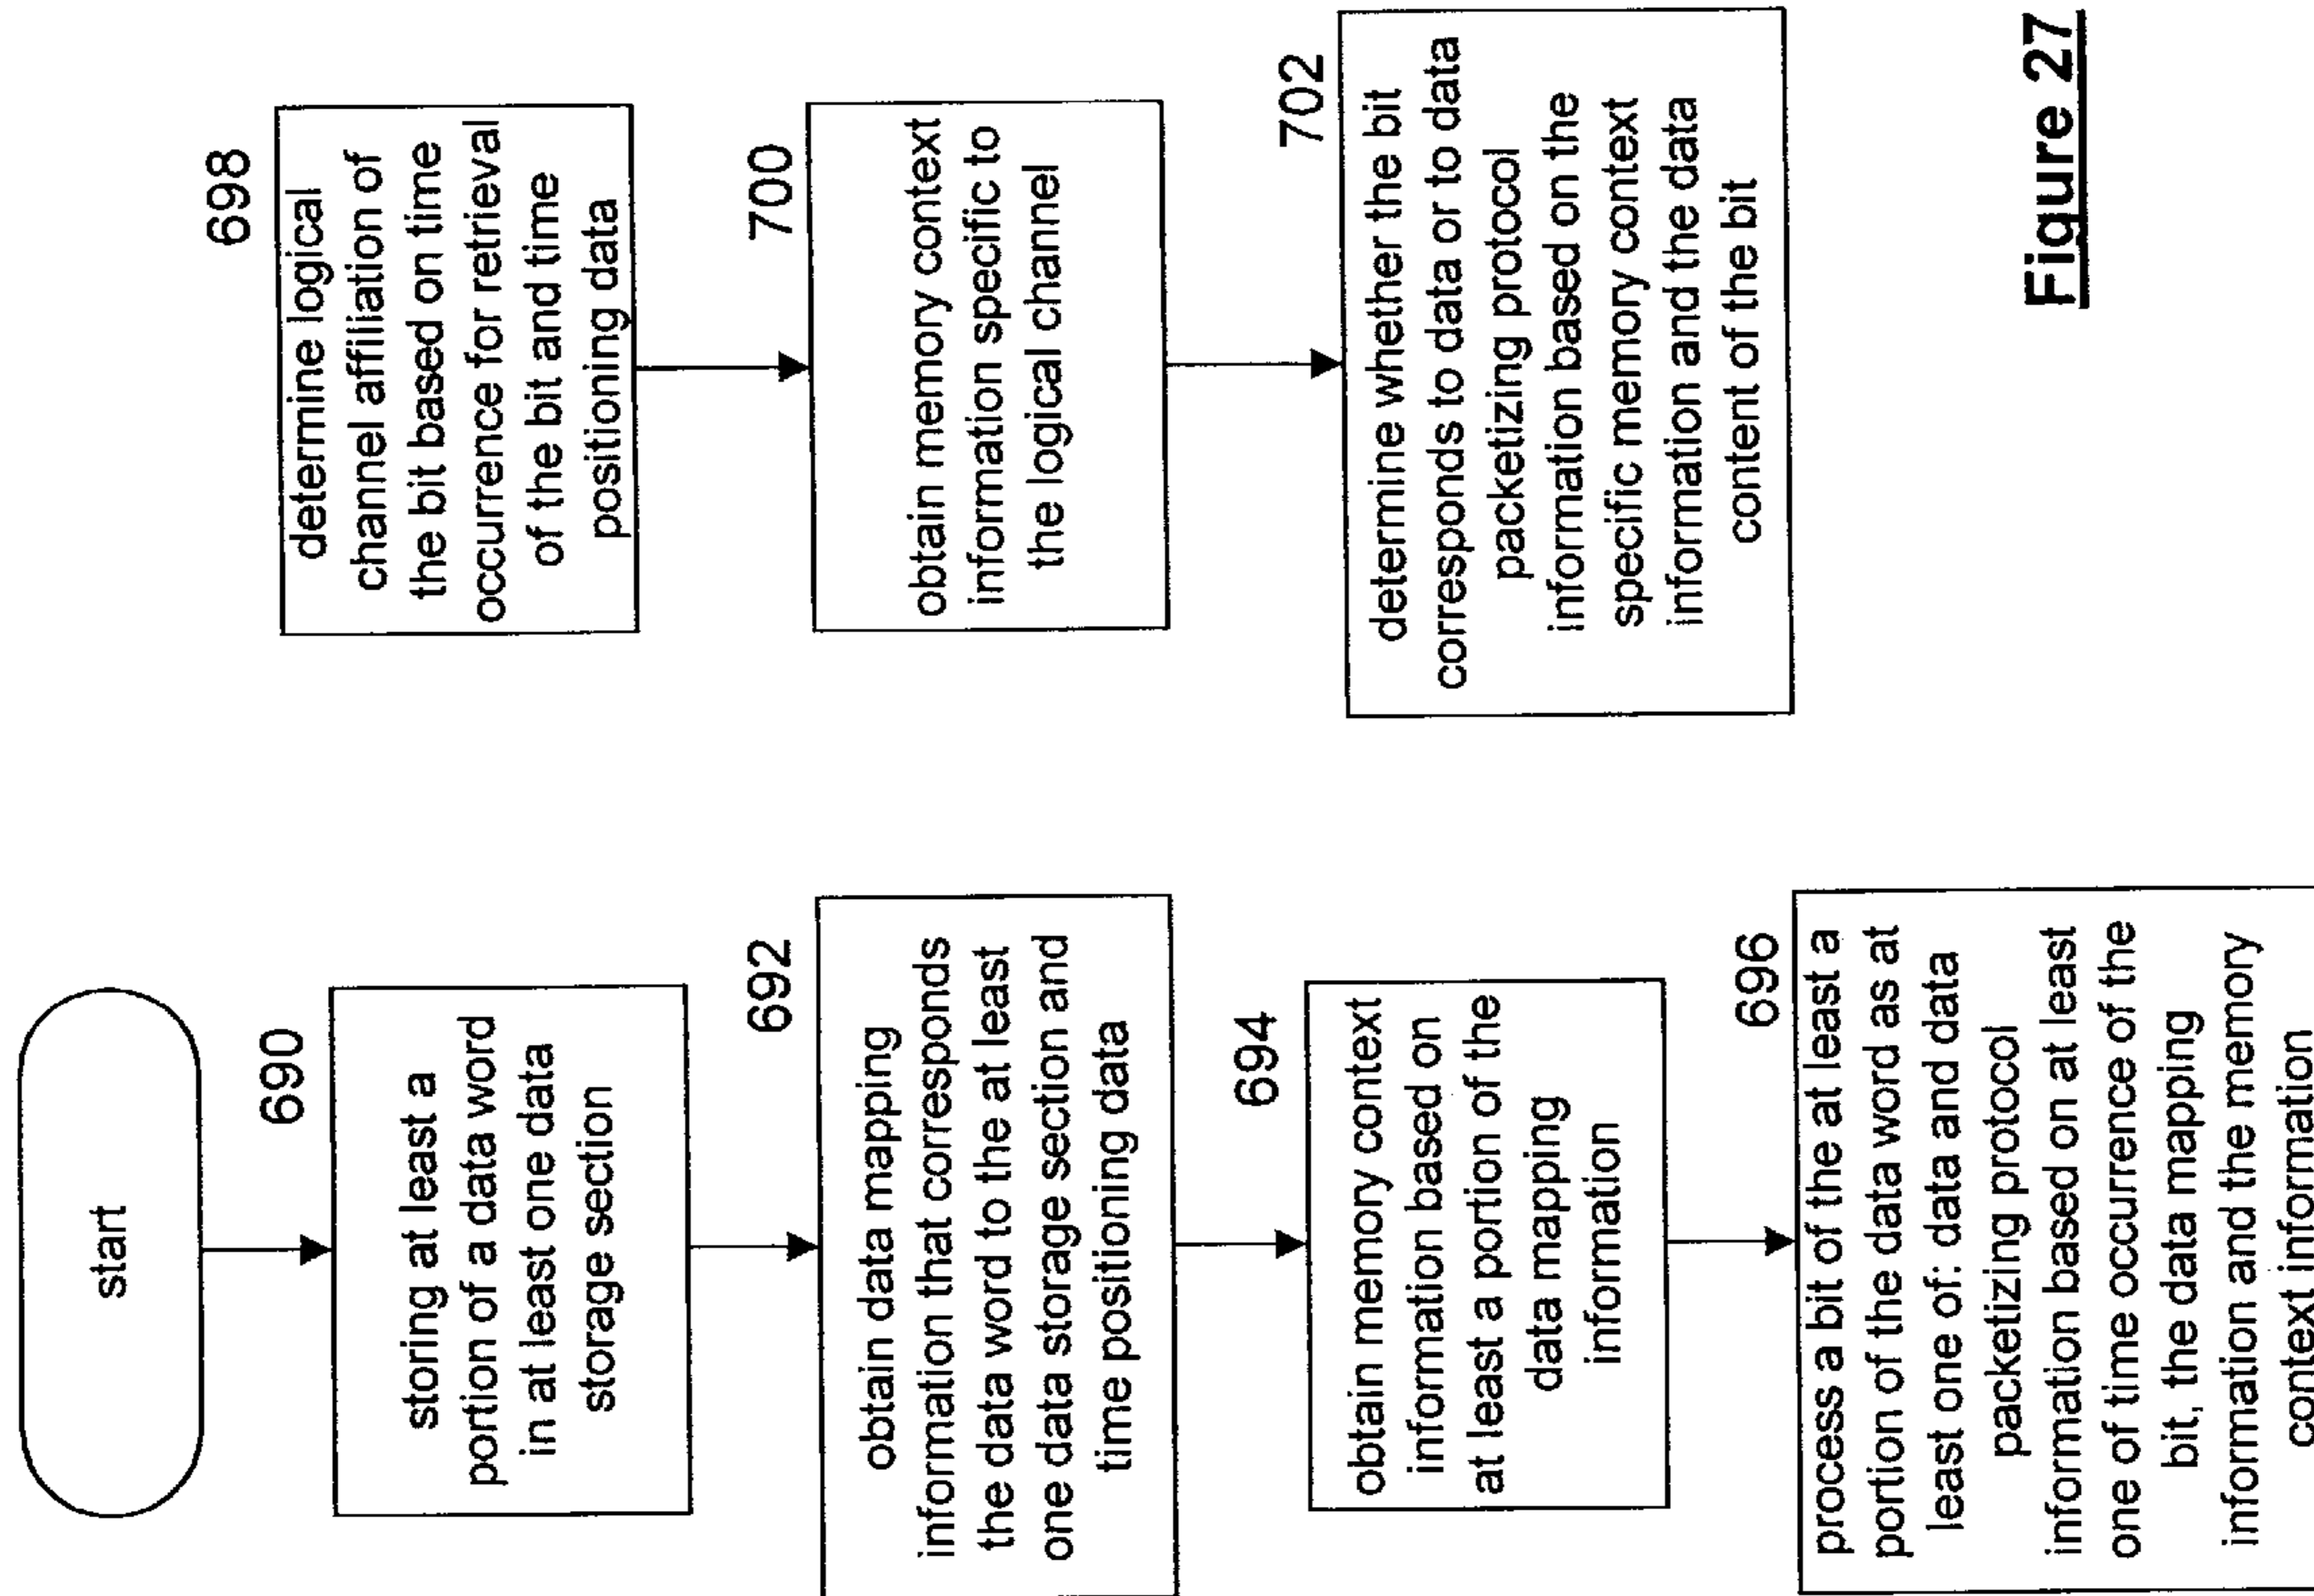 start
690
storing at least a
portion of a data word
in at least one data
storage section
692
obtain data mapping
information that corresponds
the data word to the at least
one data storage section and
time positioning data
694
obtain memory context
information based on
at least a portion of the
data mapping
information
696
process a bit of the at least a
portion of the data word as at
least one of: data and data
packetizing protocol
information based on at least
one of time occurrence of the
bit, the data mapping
information and the memory
context information
698
determine logical
channel affiliation of
the bit based on time
occurrence for retrieval
of the bit and time
positioning data
700
obtain memory context
information specific to
the logical channel
702
determine whether the bit
corresponds to data or to data
packetizing protocol
information based on the
specific memory context
information and the data
content of the bit
Figure 27